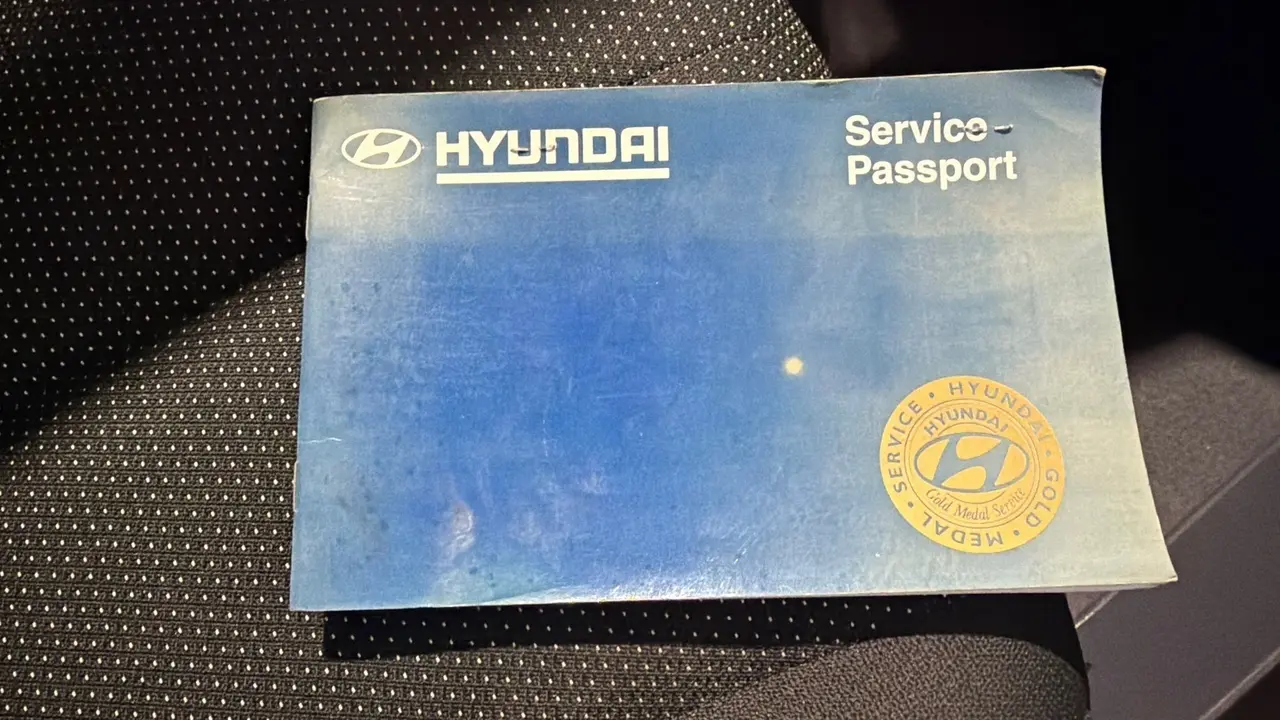 HYUNDAI
Service
Passport
HYUNDAI • GOLD • MEDAL • SERVICE •
HYUNDAI
Gold Medal Service